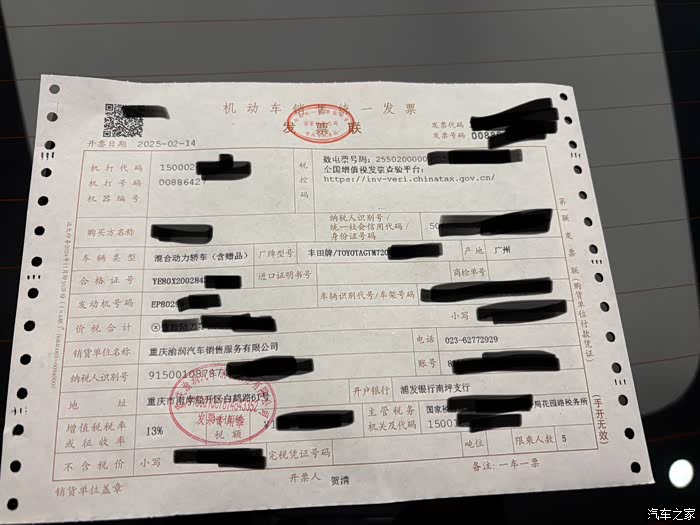 机动车销售统一发票
发票联
发票代码
开票日期 2025-02-14
发票号码
机打代码 15000
机打号码 00886427
机器编号
税控码
数电票号码：2550200000
全国增值税发票查验平台：
https://inv-veri.chinatax.gov.cn/
购买方名称
纳税人识别号/
统一社会信用代码/
身份证号码
车辆类型 混合动力轿车（含赠品） 厂牌型号 丰田牌/TOYOTAGTM720 产地 广州
合格证号 YE80X200284 进口证明书号 商检单号
发动机号码 EP8029 车辆识别代号/车架号码
价税合计 小写
销货单位名称 重庆渝润汽车销售服务有限公司 电话 023-62772929
纳税人识别号 账号
地址 重庆市南岸经开区白鹤路61号 开户银行 浦发银行南坪支行
增值税税率
或征收率
13% 税额
主管税务
机关及代码
国家税 局花园路税务所
15001
不含税价 小写 完税凭证号码 吨位 限乘人数 5
销货单位盖章 开票人 贺清 备注：一车一票
第一联 发票联（购货单位付款凭证）
（手开无效）
汽车之家